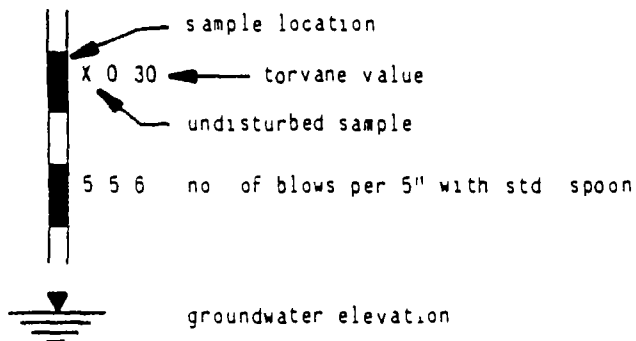 sample location
X 0 30 torvane value
undisturbed sample
5 5 6 no of blows per 5" with std spoon
groundwater elevation